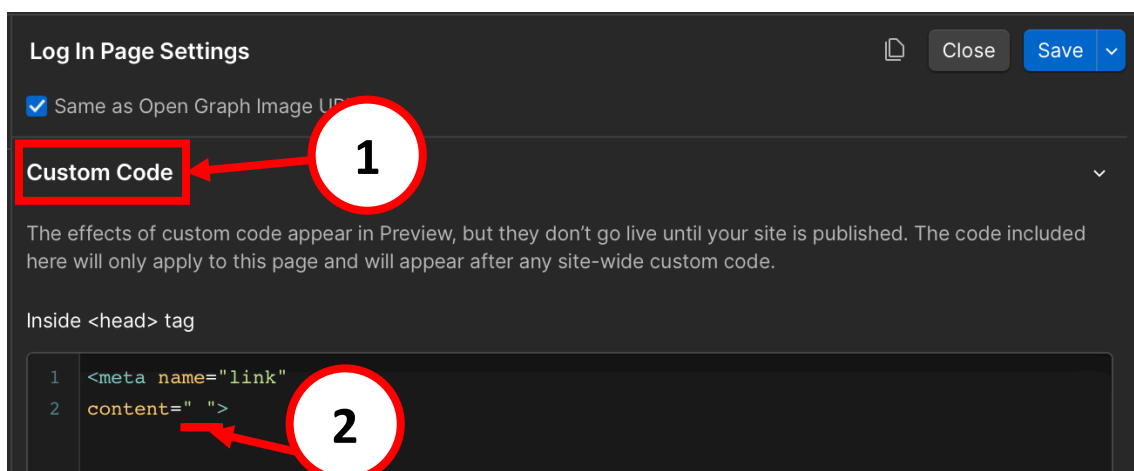 Log In Page Settings
Close
Save
Same as Open Graph Image
1
Custom Code
The effects of custom code appear in Preview, but they don’t go live until your site is published. The code included
here will only apply to this page and will appear after any site-wide custom code.
Inside <head> tag
1 <meta name="link"
2 content=" ">
2